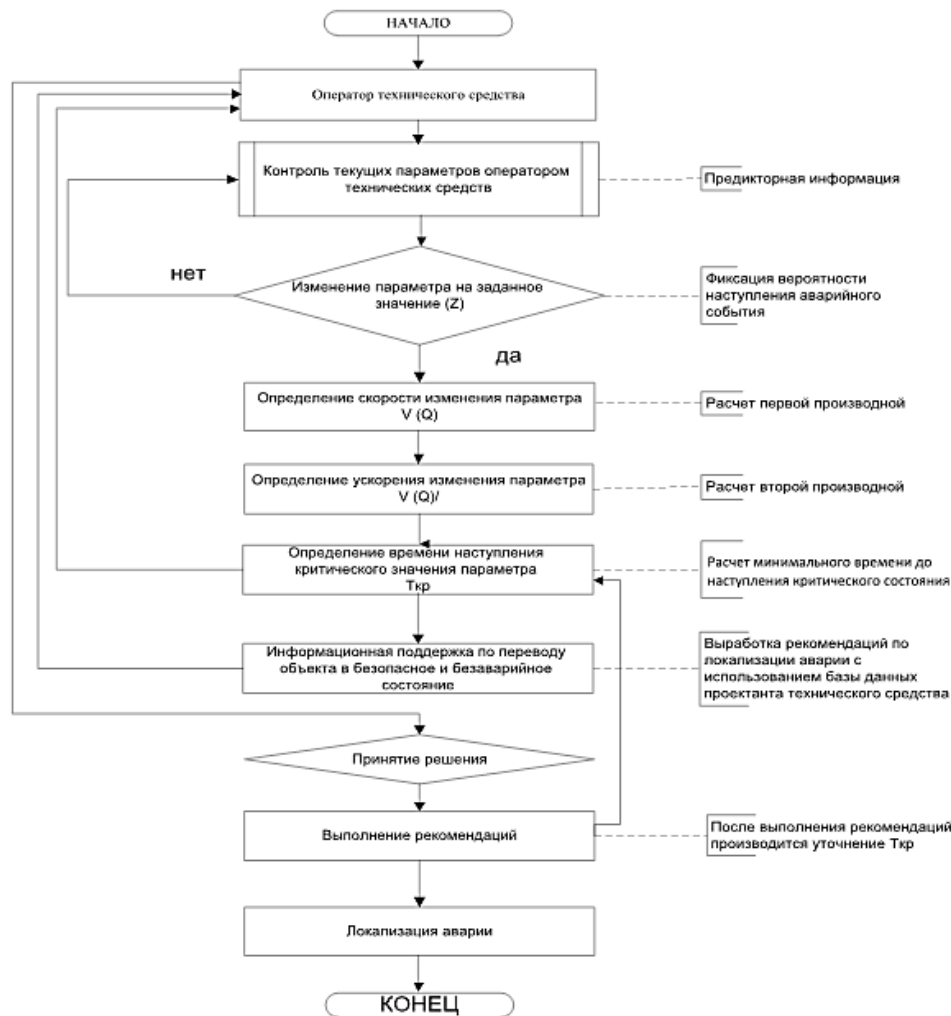 НАЧАЛО
Оператор технического средства
Контроль текущих параметров оператором
технических средств
Предикторная информация
нет
Изменение параметра на заданное
значение (Z)
Фиксация вероятности
наступления аварийного
события
да
Определение скорости изменения параметра
V (Q)
Расчет первой производной
Определение ускорения изменения параметра
V (Q)/
Расчет второй производной
Определение времени наступления
критического значения параметра
Ткр
Расчет минимального времени до
наступления критического состояния
Информационная поддержка по переводу
объекта в безопасное и безаварийное
состояние
Выработка рекомендаций по
локализации аварии с
использованием базы данных
проектанта технического средства
Принятие решения
Выполнение рекомендаций
После выполнения рекомендаций
производится уточнение Ткр
Локализация аварии
КОНЕЦ